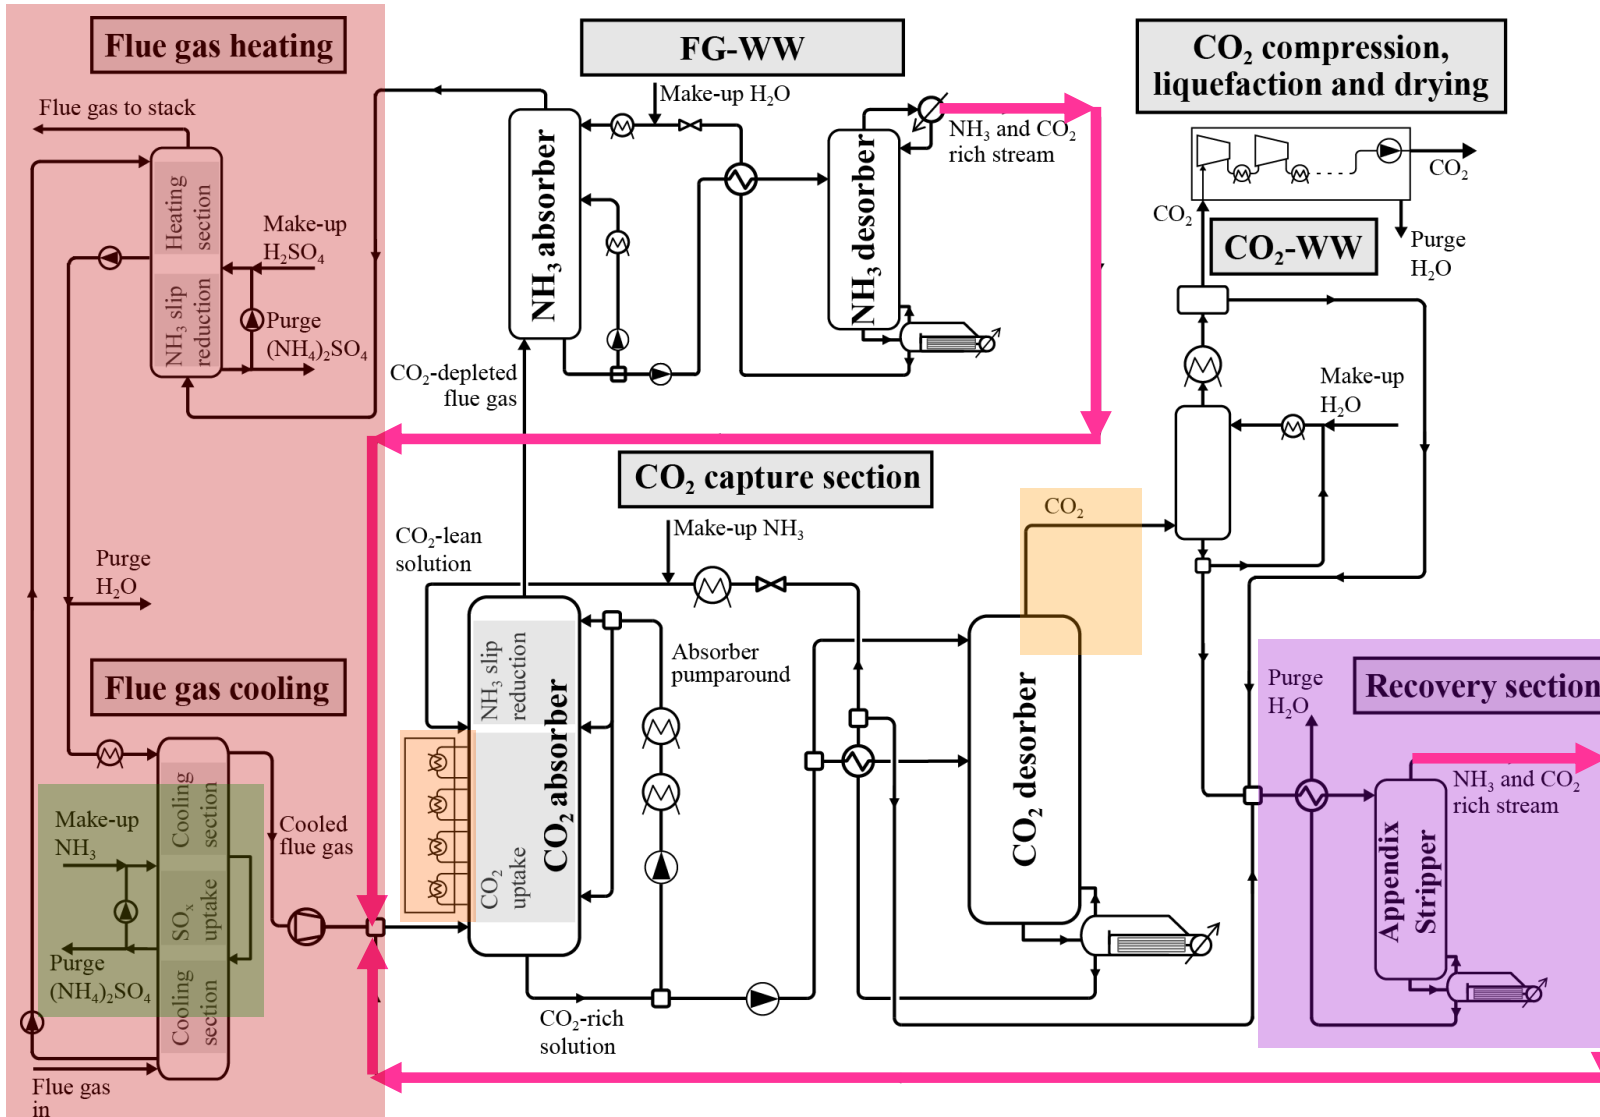 Flue gas heating
FG-WW
CO₂ compression,
liquefaction and drying
Flue gas to stack
Make-up H₂O
NH₃ and CO₂
rich stream
CO₂
CO₂
Heating
section
NH₃ slip
reduction
Make-up
H₂SO₄
Purge
(NH₄)₂SO₄
NH₃ absorber
NH₃ desorber
CO₂-WW
Purge
H₂O
CO₂-depleted
flue gas
Make-up
H₂O
CO₂ capture section
CO₂
CO₂-lean
solution
Make-up NH₃
Purge
H₂O
NH₃ slip
reduction
CO₂
uptake
CO₂ absorber
Absorber
pumparound
CO₂ desorber
Flue gas cooling
Purge
H₂O
Recovery section
NH₃ and CO₂
rich stream
Appendix
Stripper
Make-up
NH₃
Cooling
section
SOₓ
uptake
Cooling
section
Cooled
flue gas
Purge
(NH₄)₂SO₄
CO₂-rich
solution
Flue gas
in